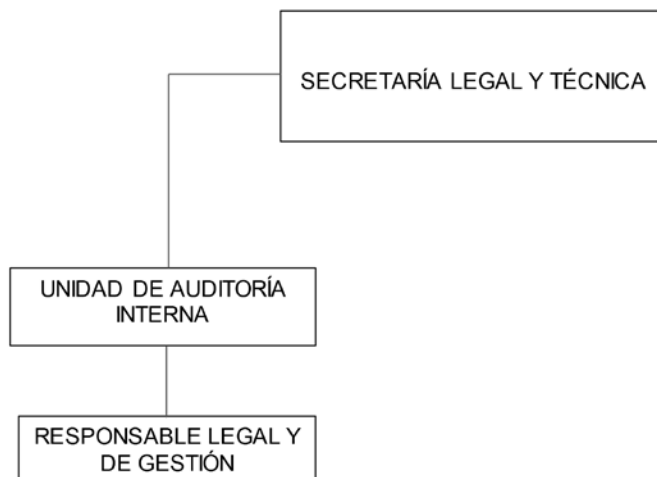 SECRETARÍA LEGAL Y TÉCNICA
UNIDAD DE AUDITORÍA
INTERNA
RESPONSABLE LEGAL Y
DE GESTIÓN